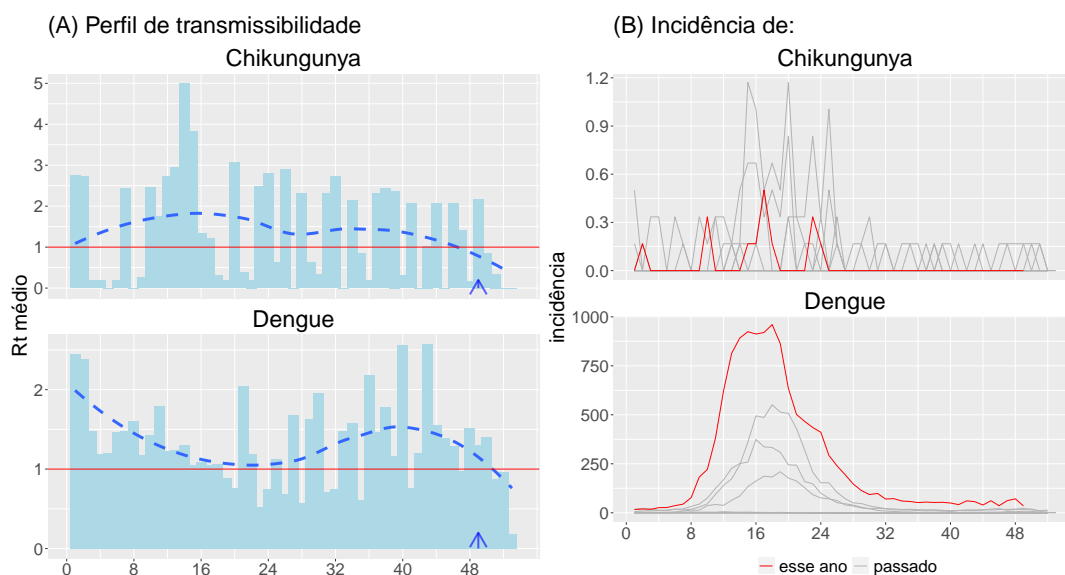 (A) Perfil de transmissibilidade
Chikungunya
5
4
3
2
1
0
Dengue
2
1
0
Rt médio
0 8 16 24 32 40 48
(B) Incidência de:
Chikungunya
1.2
0.9
0.6
0.3
0.0
Dengue
1000
750
500
250
0
incidência
0 8 16 24 32 40 48
esse ano passado